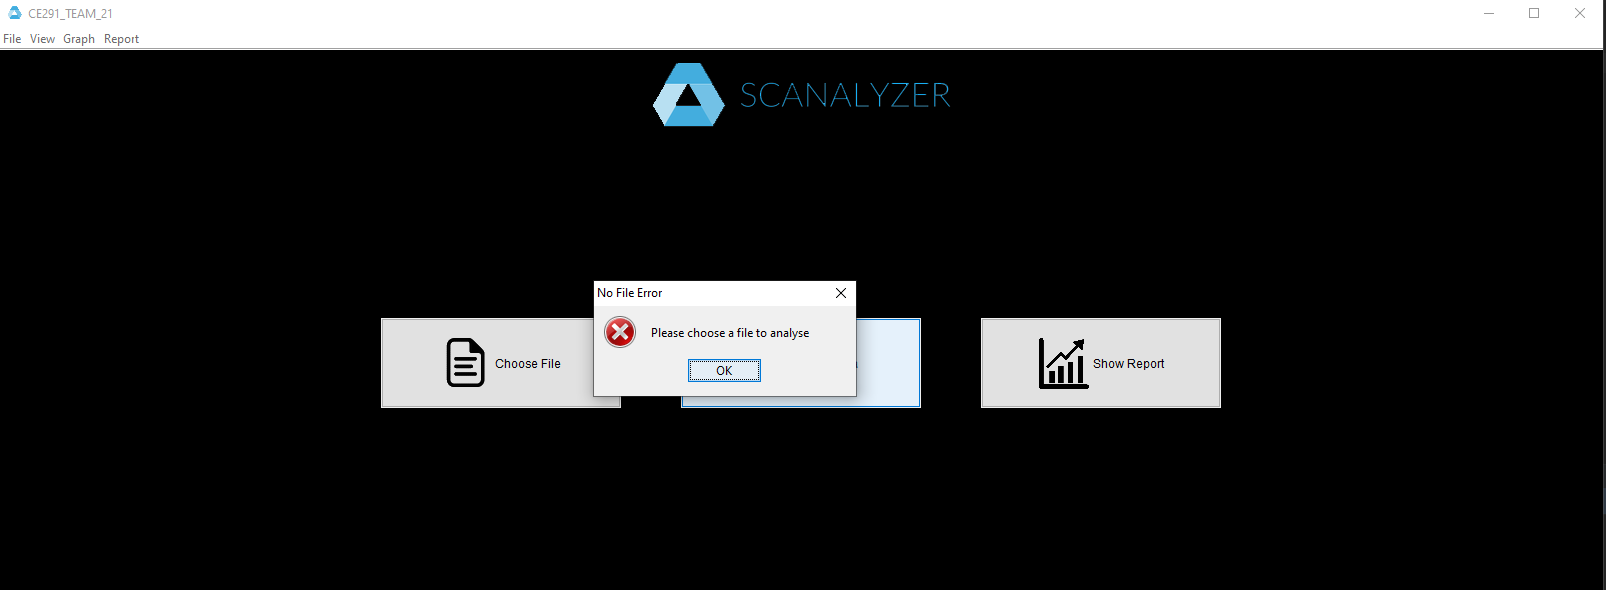 CE291_TEAM_21
File View Graph Report
SCANALYZER
No File Error
Please choose a file to analyse
OK
Choose File
Show Report